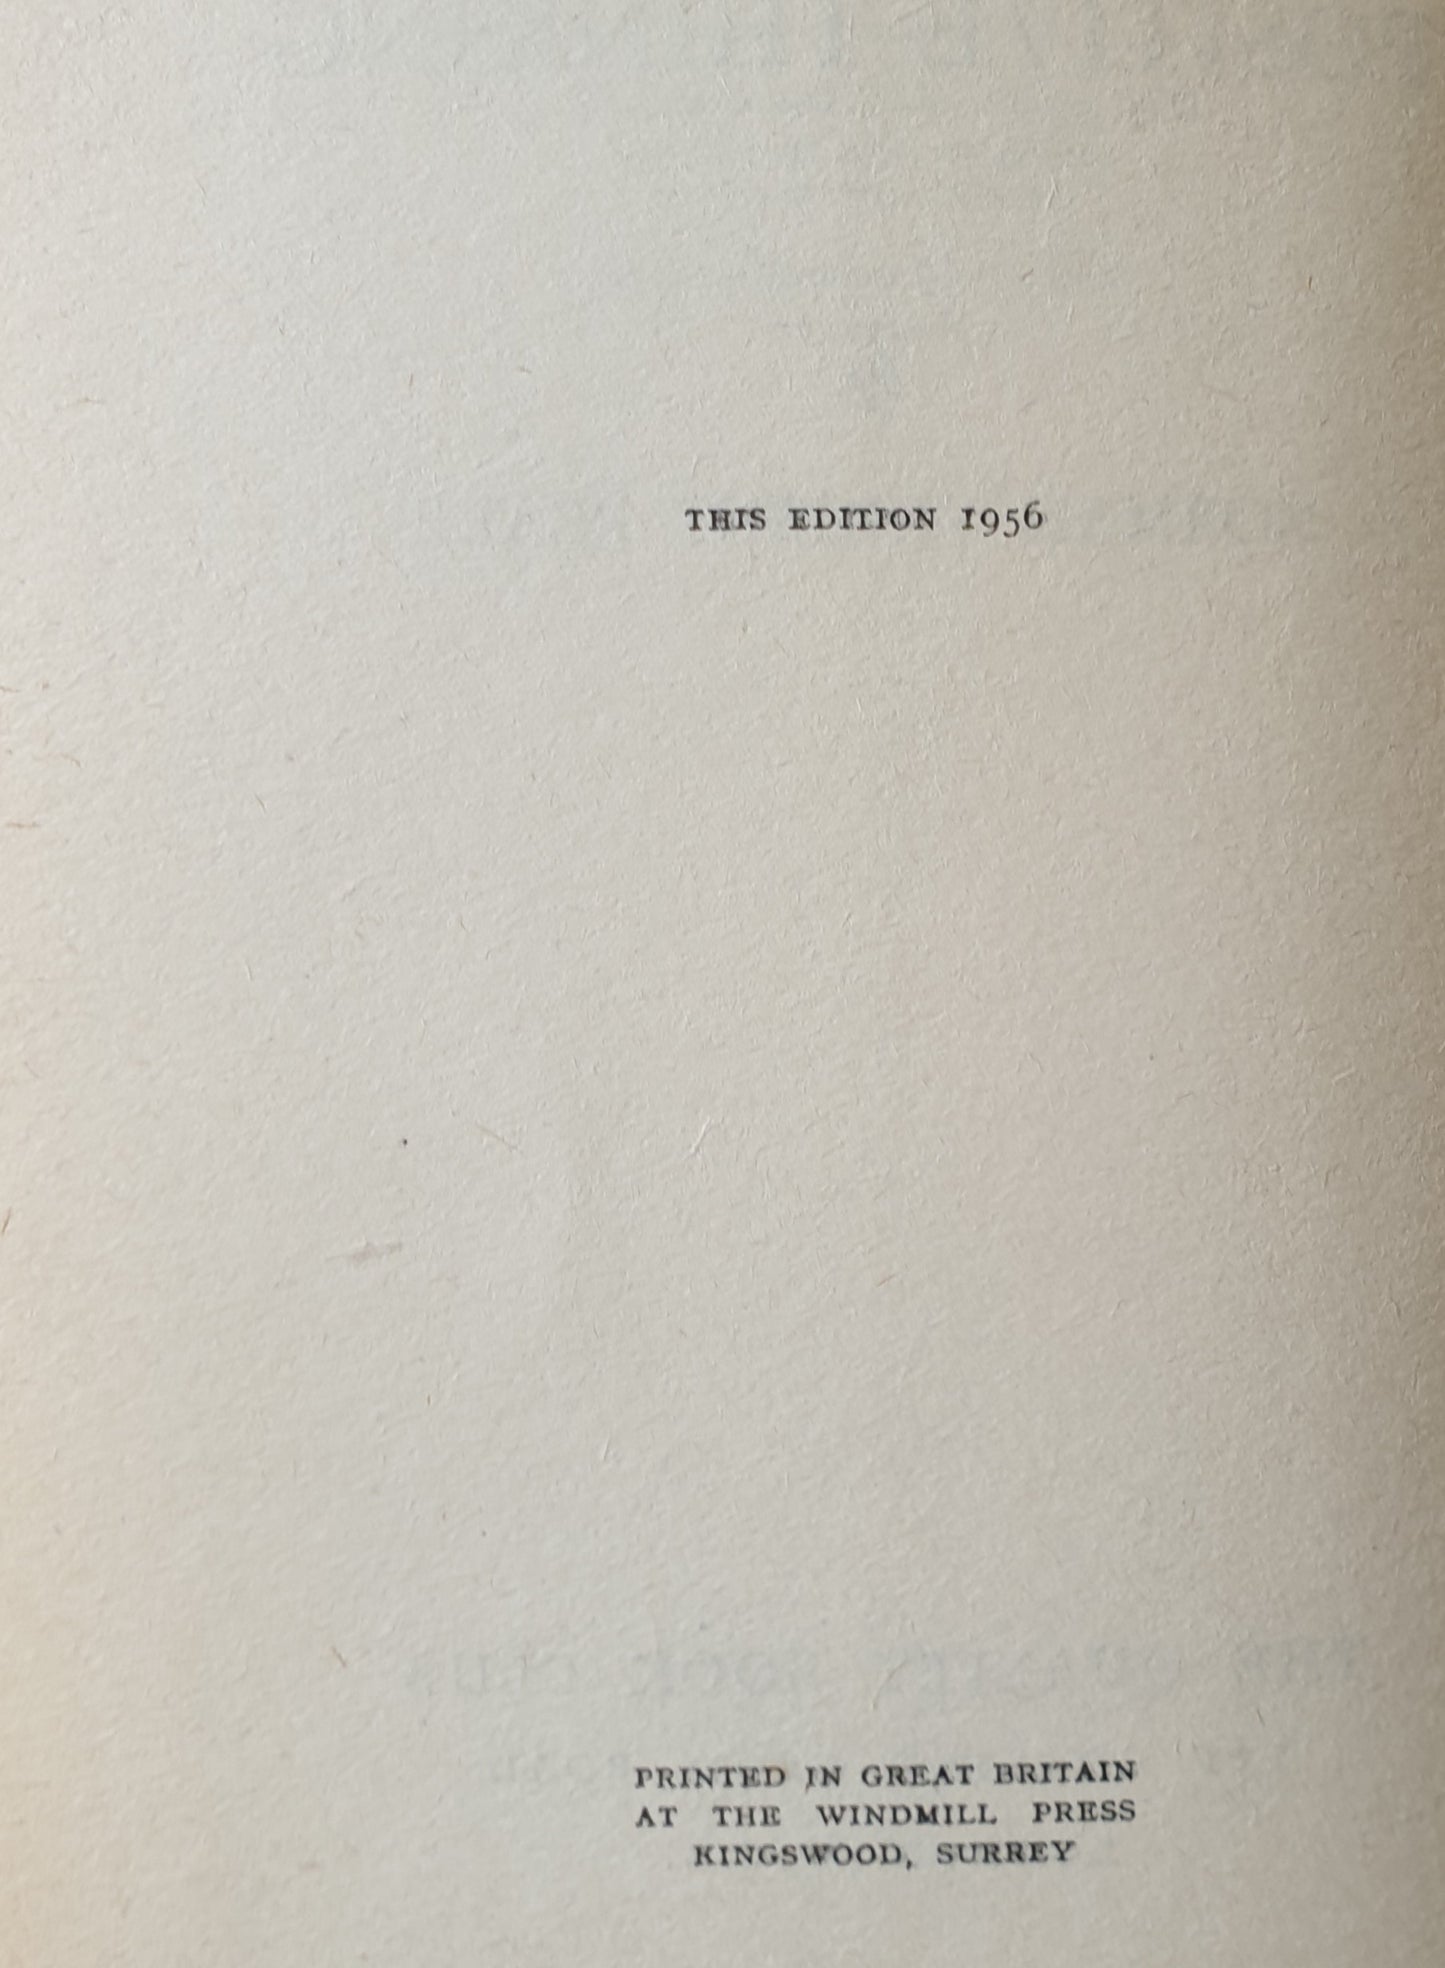 THIS EDITION 1956
PRINTED IN GREAT BRITAIN
AT THE WINDMILL PRESS
KINGSWOOD, SURREY